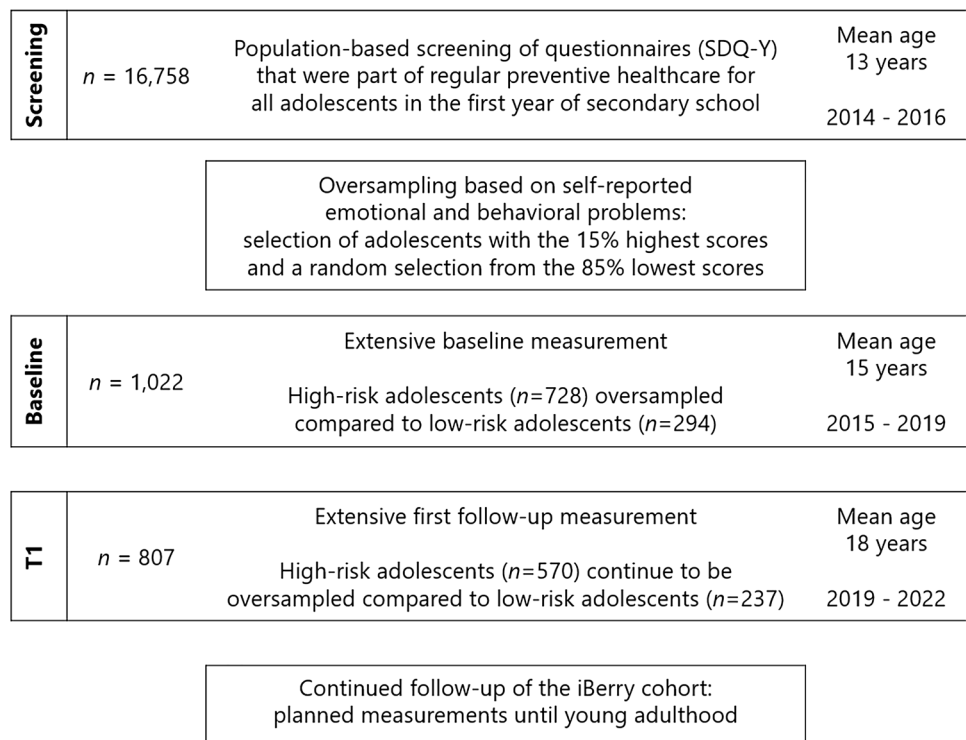 Screening
n = 16,758
Population-based screening of questionnaires (SDQ-Y)
that were part of regular preventive healthcare for
all adolescents in the first year of secondary school
Mean age
13 years
2014 - 2016
Oversampling based on self-reported
emotional and behavioral problems:
selection of adolescents with the 15% highest scores
and a random selection from the 85% lowest scores
Baseline
n = 1,022
Extensive baseline measurement
High-risk adolescents (n=728) oversampled
compared to low-risk adolescents (n=294)
Mean age
15 years
2015 - 2019
T1
n = 807
Extensive first follow-up measurement
High-risk adolescents (n=570) continue to be
oversampled compared to low-risk adolescents (n=237)
Mean age
18 years
2019 - 2022
Continued follow-up of the iBerry cohort:
planned measurements until young adulthood